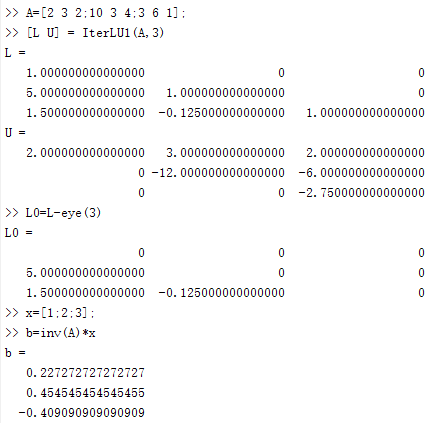 >> A=[2 3 2;10 3 4;3 6 1];
>> [L U] = IterLU1(A,3)
L =
1.000000000000000 0 0
5.000000000000000 1.000000000000000 0
1.500000000000000 -0.125000000000000 1.000000000000000
U =
2.000000000000000 3.000000000000000 2.000000000000000
0 -12.000000000000000 -6.000000000000000
0 0 -2.750000000000000
>> L0=L-eye(3)
L0 =
0 0 0
5.000000000000000 0 0
1.500000000000000 -0.125000000000000 0
>> x=[1;2;3];
>> b=inv(A)*x
b =
0.227272727272727
0.454545454545455
-0.409090909090909